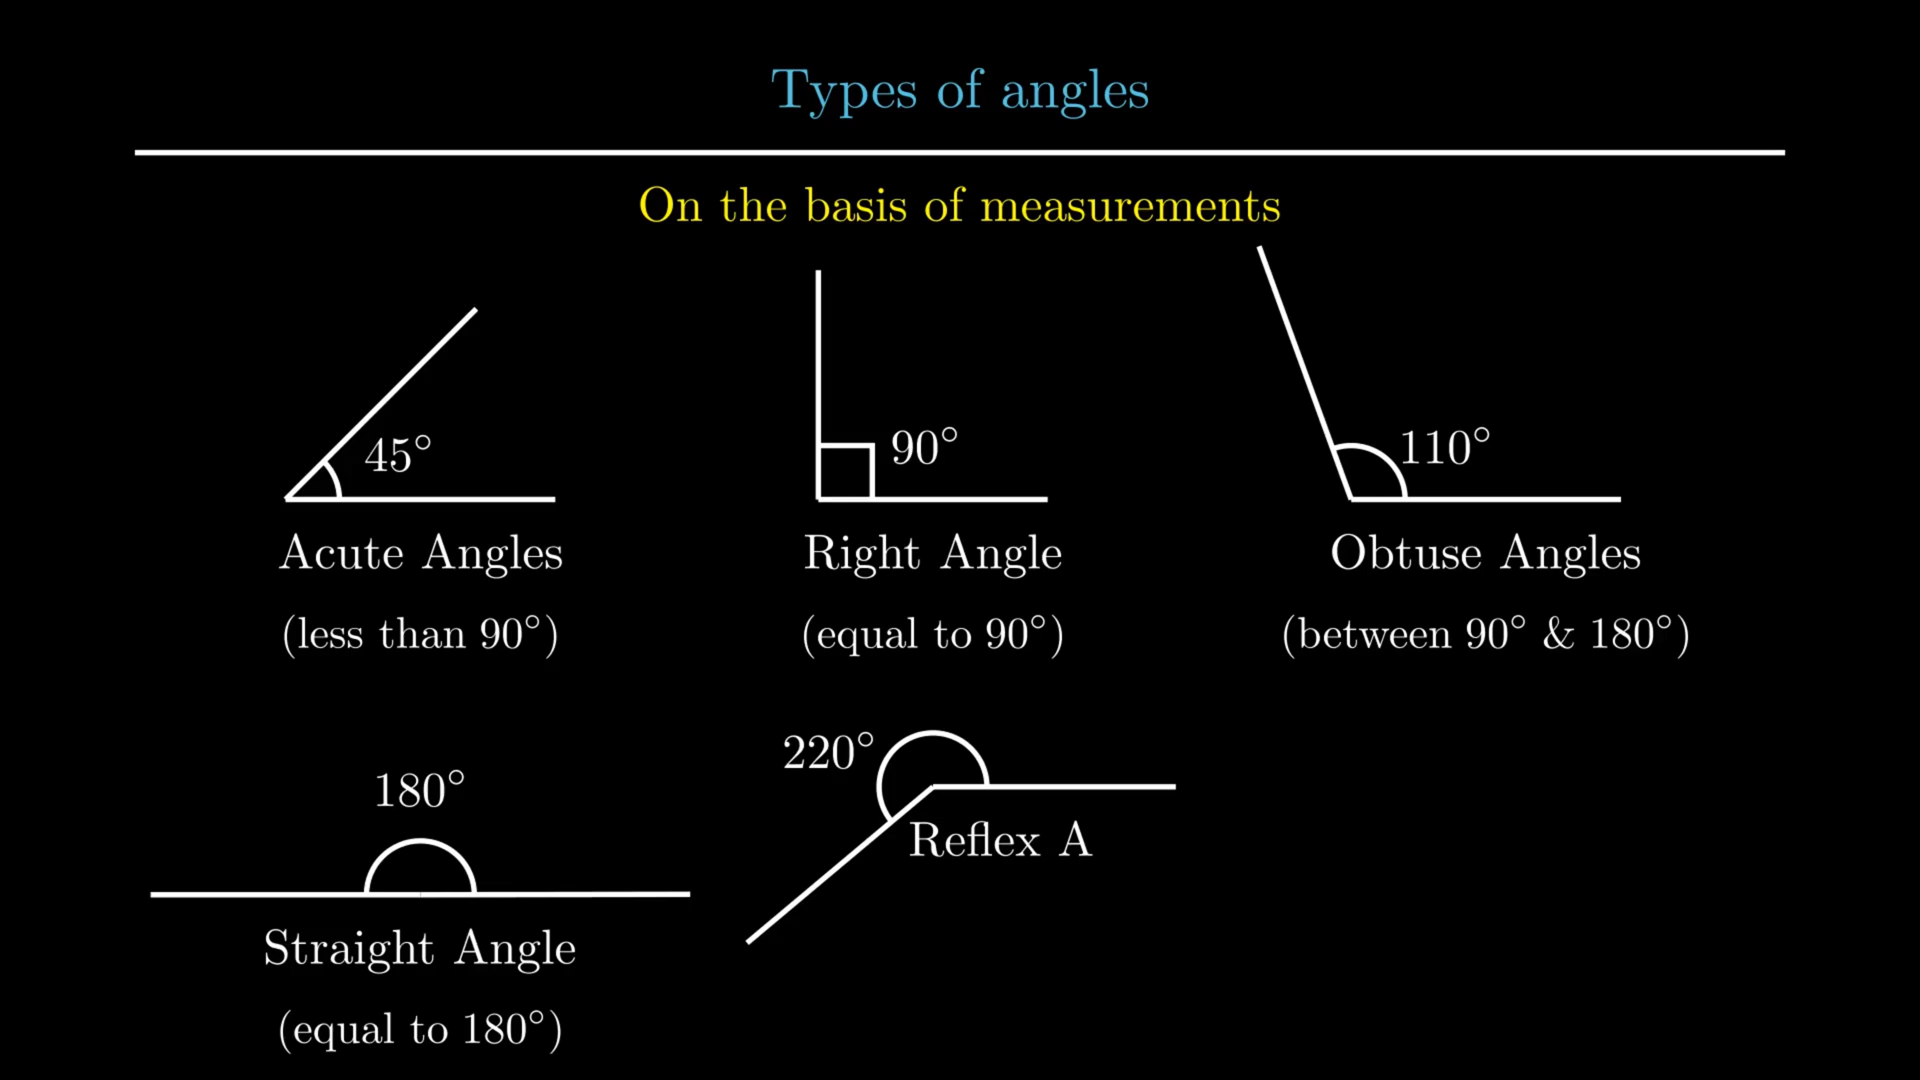 Types of angles
On the basis of measurements
45°
90°
110°
Acute Angles
Right Angle
Obtuse Angles
(less than 90°)
(equal to 90°)
(between 90° & 180°)
180°
220°
Reflex A
Straight Angle
(equal to 180°)